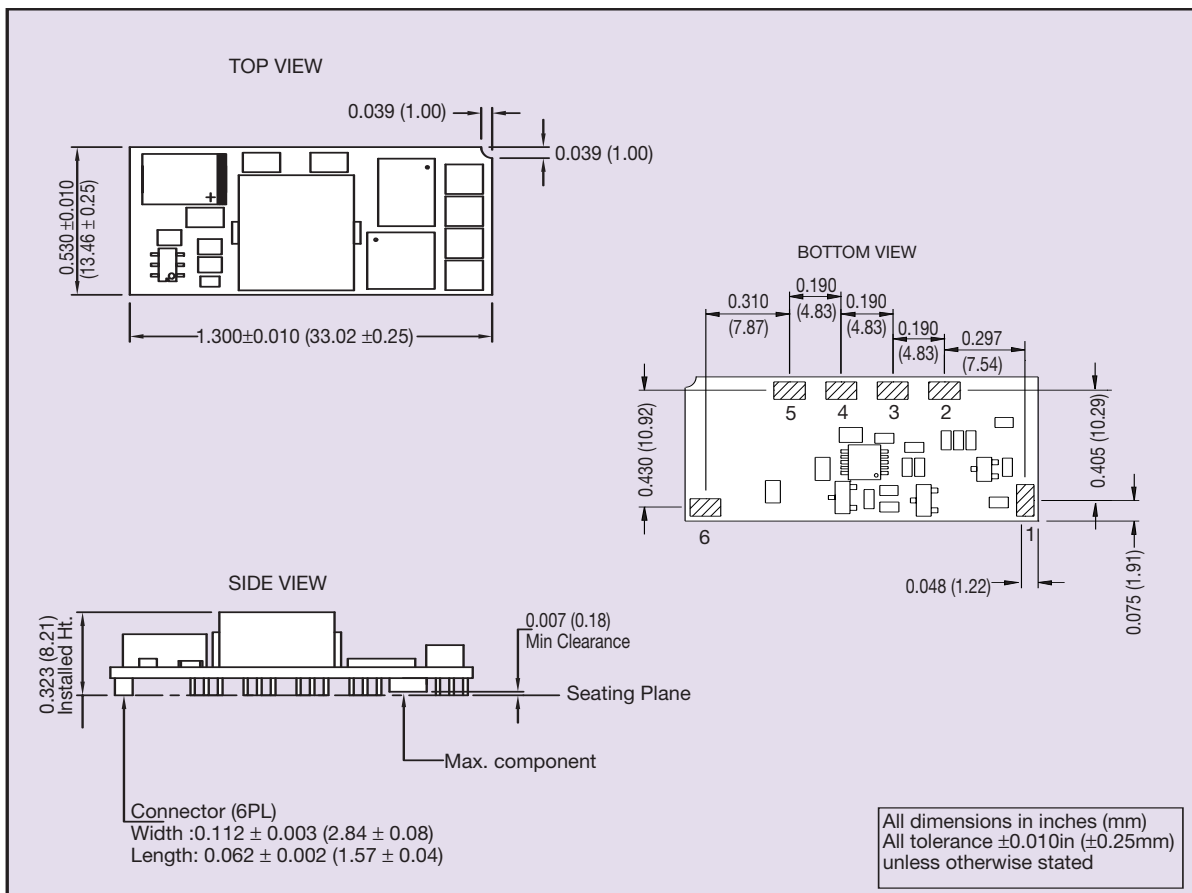 TOP VIEW
0.039 (1.00)
0.039 (1.00)
0.530 ±0.010
(13.46 ± 0.25)
+
1.300±0.010 (33.02 ±0.25)
BOTTOM VIEW
0.310
(7.87)
0.190
(4.83)
0.190
(4.83)
0.190
(4.83)
0.297
(7.54)
5
4
3
2
0.430 (10.92)
0.405 (10.29)
6
1
0.048 (1.22)
0.075 (1.91)
SIDE VIEW
0.323 (8.21)
Installed Ht.
0.007 (0.18)
Min Clearance
Seating Plane
Max. component
Connector (6PL)
Width :0.112 ± 0.003 (2.84 ± 0.08)
Length: 0.062 ± 0.002 (1.57 ± 0.04)
All dimensions in inches (mm)
All tolerance ±0.010in (±0.25mm)
unless otherwise stated